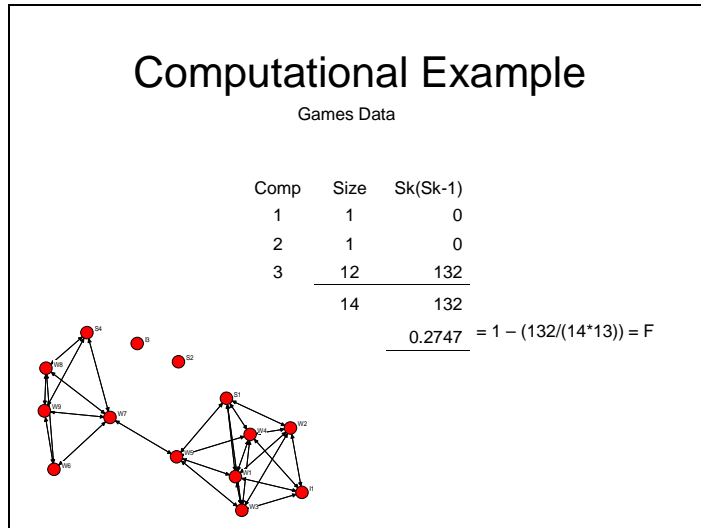 Computational Example
Games Data
Comp Size Sk(Sk-1)
1 1 0
2 1 0
3 12 132
14 132
0.2747 = 1 – (132/(14*13)) = F
S4
I3
S2
W8
W9
W7
W6
S1
W4
W2
W5
W1
I1
W3